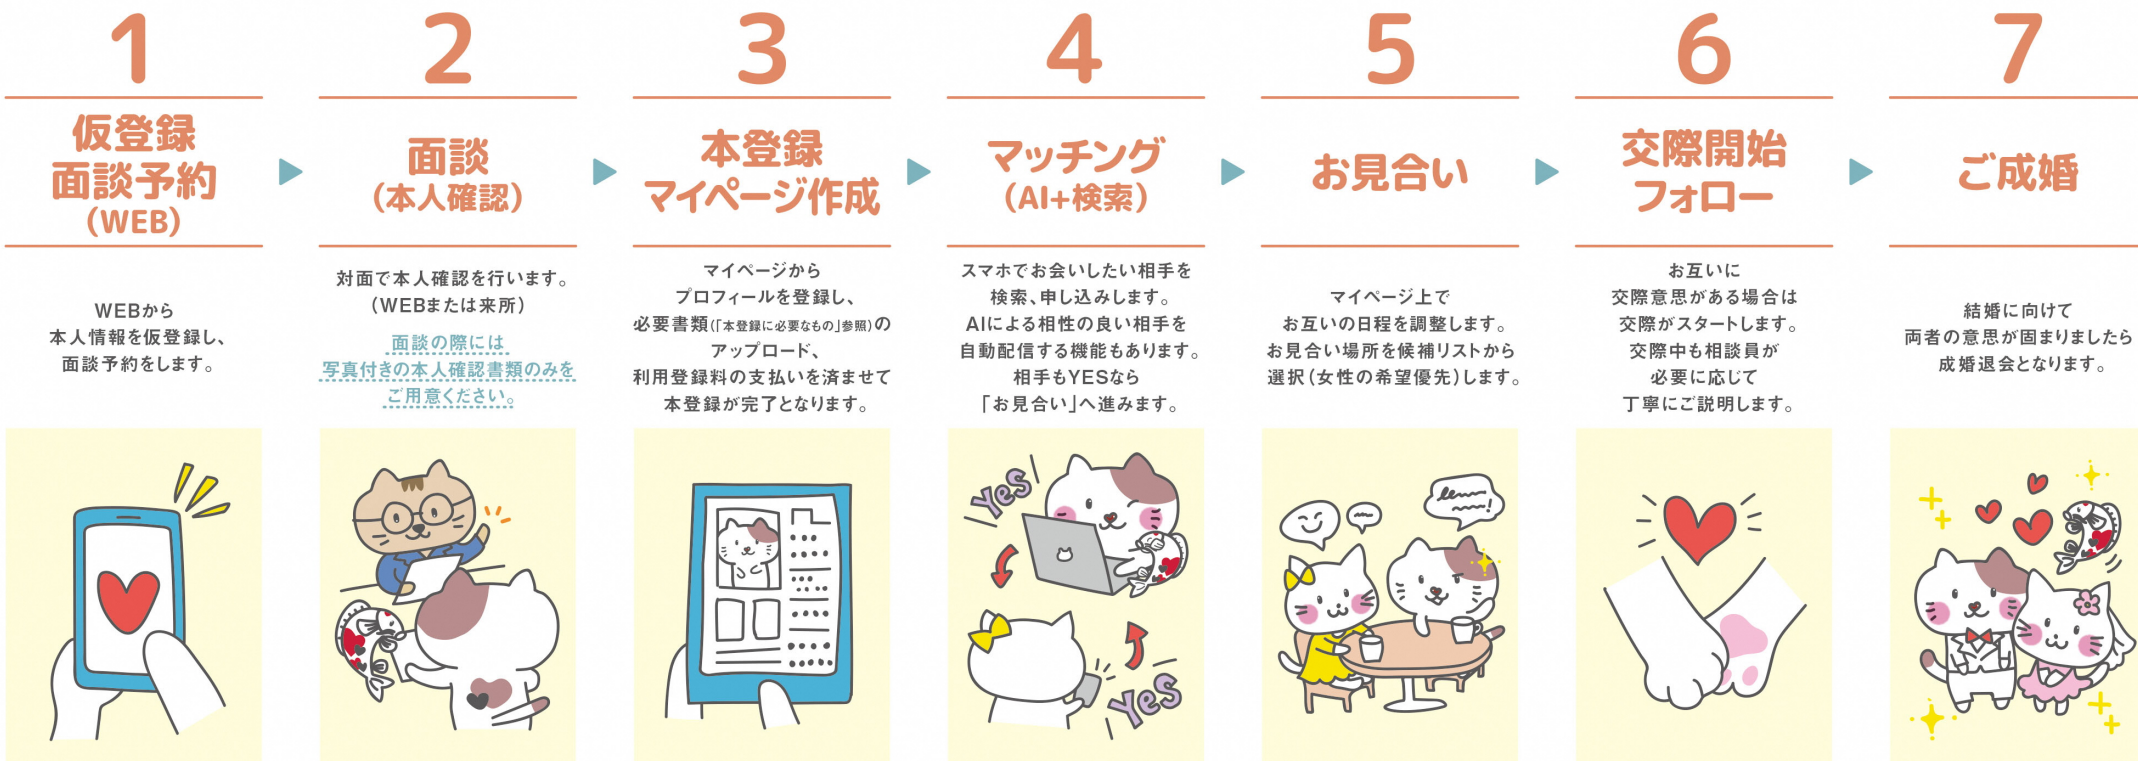 1
仮登録
面談予約
(WEB)
WEBから
本人情報を仮登録し、
面談予約をします。
2
面談
(本人確認)
対面で本人確認を行います。
(WEBまたは来所)
面談の際には
写真付きの本人確認書類のみを
ご用意ください。
3
本登録
マイページ作成
マイページから
プロフィールを登録し、
必要書類(「本登録に必要なもの」参照)の
アップロード、
利用登録料の支払いを済ませて
本登録が完了となります。
4
マッチング
(AI+検索)
スマホでお会いしたい相手を
検索、申し込みします。
AIによる相性の良い相手を
自動配信する機能もあります。
相手もYESなら
「お見合い」へ進みます。
Yes
Yes
5
お見合い
マイページ上で
お互いの日程を調整します。
お見合い場所を候補リストから
選択(女性の希望優先)します。
6
交際開始
フォロー
お互いに
交際意思がある場合は
交際がスタートします。
交際中も相談員が
必要に応じて
丁寧にご説明します。
7
ご成婚
結婚に向けて
両者の意思が固まりましたら
成婚退会となります。